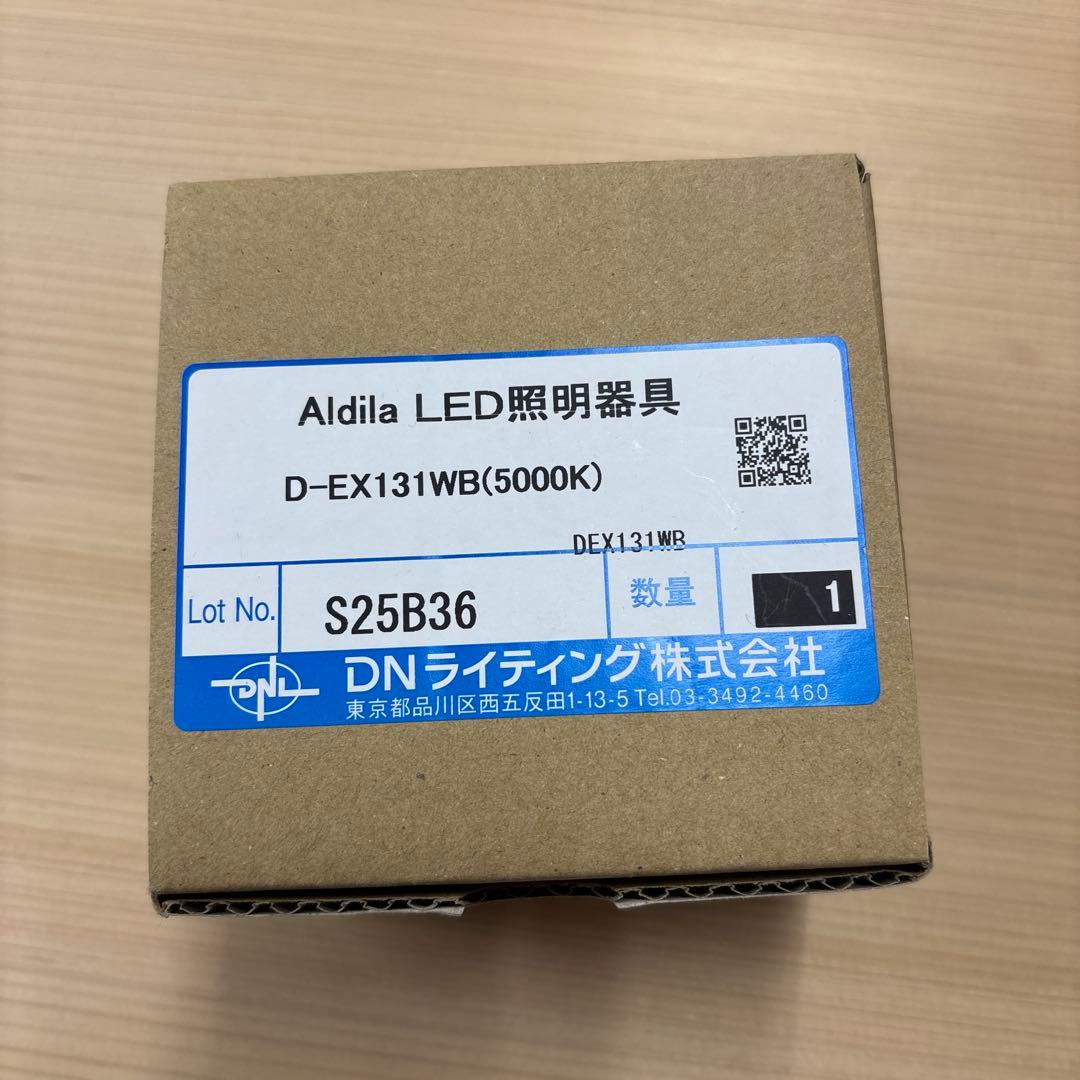 Aldila LED照明器具
D-EX131WB(5000K)
DEX131WB
Lot No.
S25B36
数量
1
DNL
DNライティング株式会社
東京都品川区西五反田1-13-5 Tel.03-3492-4460